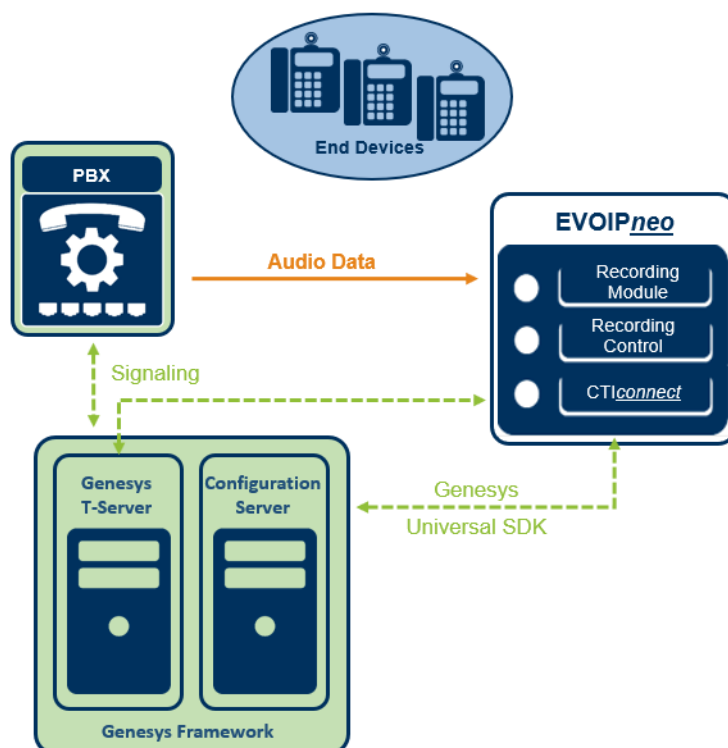 End Devices
PBX
EVOIPneo
Audio Data
Recording
Module
Recording
Control
CTIconnect
Signaling
Genesys
T-Server
Configuration
Server
Genesys
Universal SDK
Genesys Framework